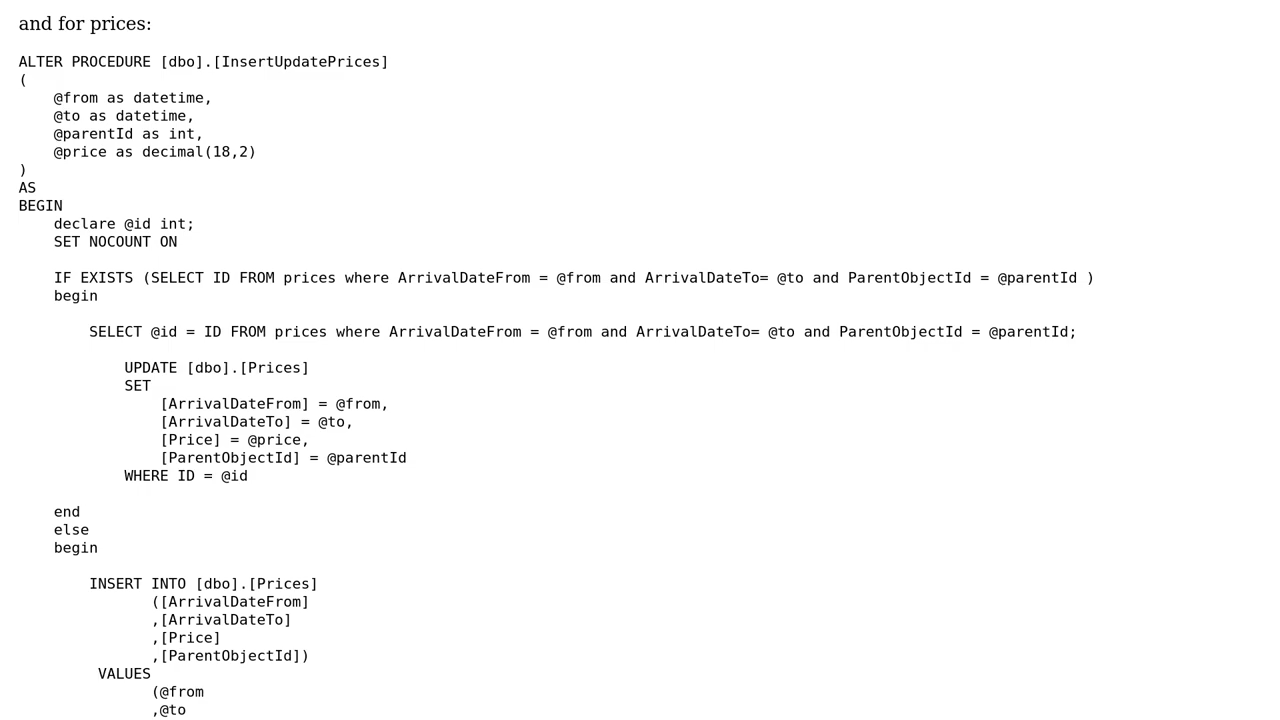 and for prices:
ALTER PROCEDURE [dbo].[InsertUpdatePrices]
(
    @from as datetime,
    @to as datetime,
    @parentId as int,
    @price as decimal(18,2)
)
AS
BEGIN
    declare @id int;
    SET NOCOUNT ON
    IF EXISTS (SELECT ID FROM prices where ArrivalDateFrom = @from and ArrivalDateTo= @to and ParentObjectId = @parentId )
    begin
        SELECT @id = ID FROM prices where ArrivalDateFrom = @from and ArrivalDateTo= @to and ParentObjectId = @parentId;
            UPDATE [dbo].[Prices]
            SET
                [ArrivalDateFrom] = @from,
                [ArrivalDateTo] = @to,
                [Price] = @price,
                [ParentObjectId] = @parentId
            WHERE ID = @id
    end
    else
    begin
        INSERT INTO [dbo].[Prices]
               ([ArrivalDateFrom]
               ,[ArrivalDateTo]
               ,[Price]
               ,[ParentObjectId])
         VALUES
               (@from
               ,@to